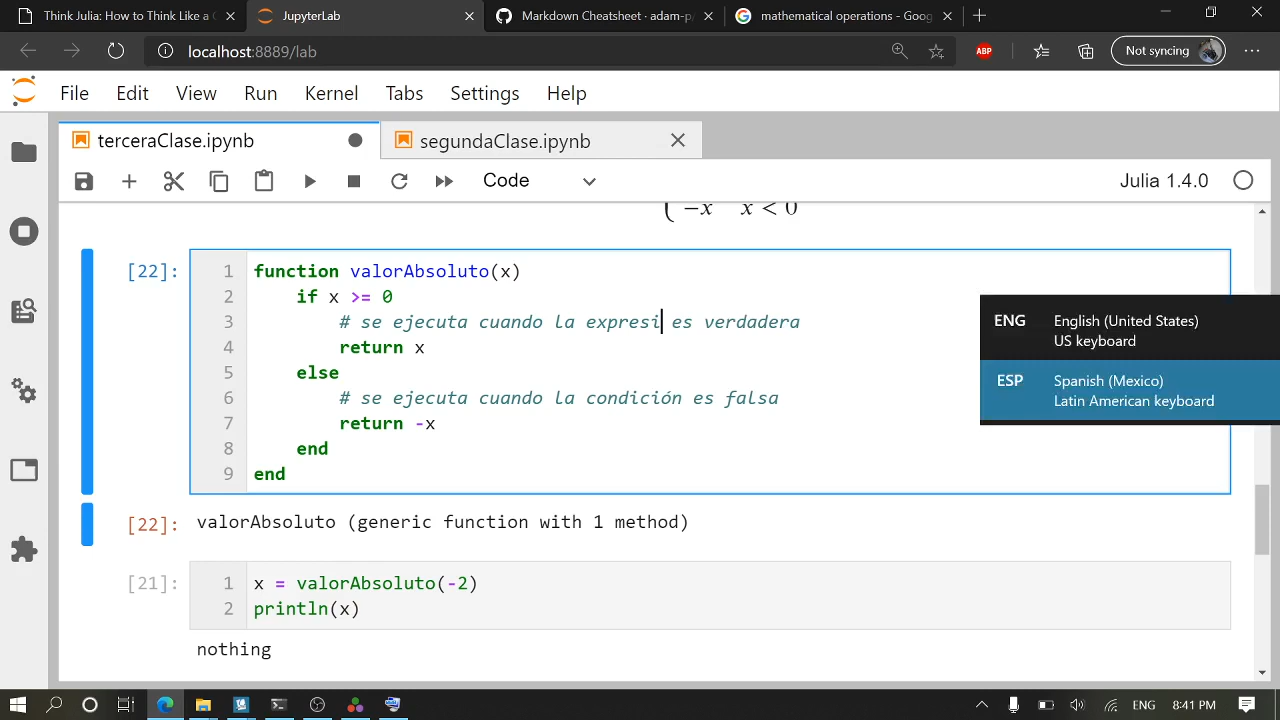 Think Julia: How to Think Like a C
JupyterLab
Markdown Cheatsheet · adam-p/
mathematical operations - Goog
localhost:8889/lab
ABP
Not syncing
File Edit View Run Kernel Tabs Settings Help
terceraClase.ipynb
segundaClase.ipynb
Code
Julia 1.4.0
−x x < 0
[22]:
1 function valorAbsoluto(x)
2 if x >= 0
3 # se ejecuta cuando la expresi es verdadera
4 return x
5 else
6 # se ejecuta cuando la condición es falsa
7 return -x
8 end
9 end
ENG English (United States)
US keyboard
ESP Spanish (Mexico)
Latin American keyboard
[22]: valorAbsoluto (generic function with 1 method)
[21]:
1 x = valorAbsoluto(-2)
2 println(x)
nothing
ENG 8:41 PM